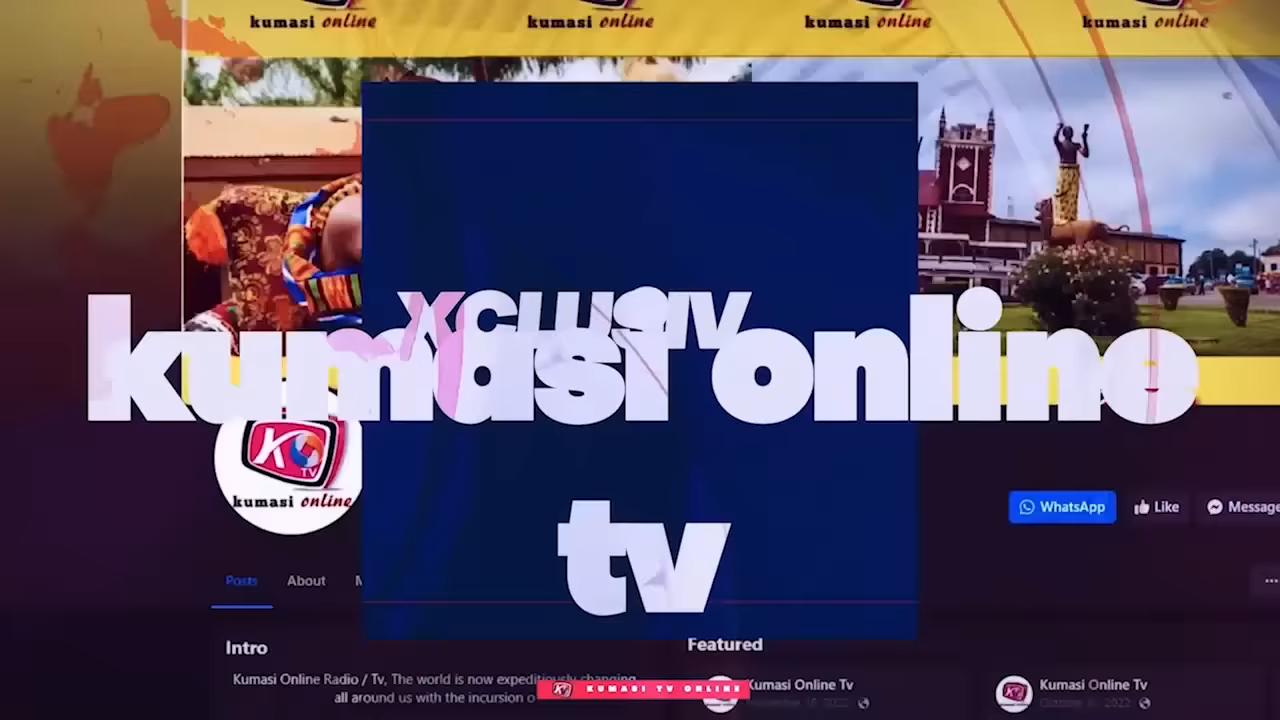 kumasi online
kumasi online
kumasi online
kumasi online
XCLUSIV
kumasi online
tv
K
TV
kumasi online
WhatsApp
Like
Message
Posts
About
Intro
Featured
Kumasi Online Radio / Tv, The world is now expeditiously changing
all around us with the incursion o
KUMASI TV ONLINE
Kumasi Online Tv
Kumasi Online Tv